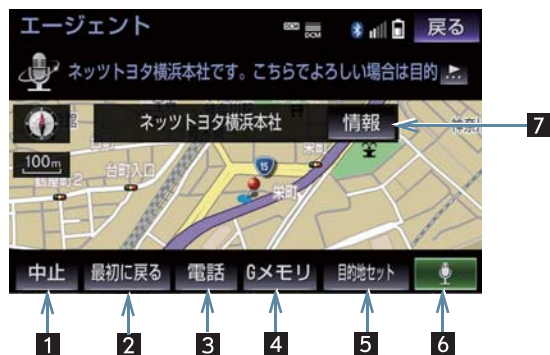 エージェント DCM DCM 戻る
ネッツトヨタ横浜本社です。こちらでよろしい場合は目的
ネッツトヨタ横浜本社 情報
7
100m
台町入口
15
栄町
中止 最初に戻る 電話 Gメモリ 目的地セット
1 2 3 4 5 6